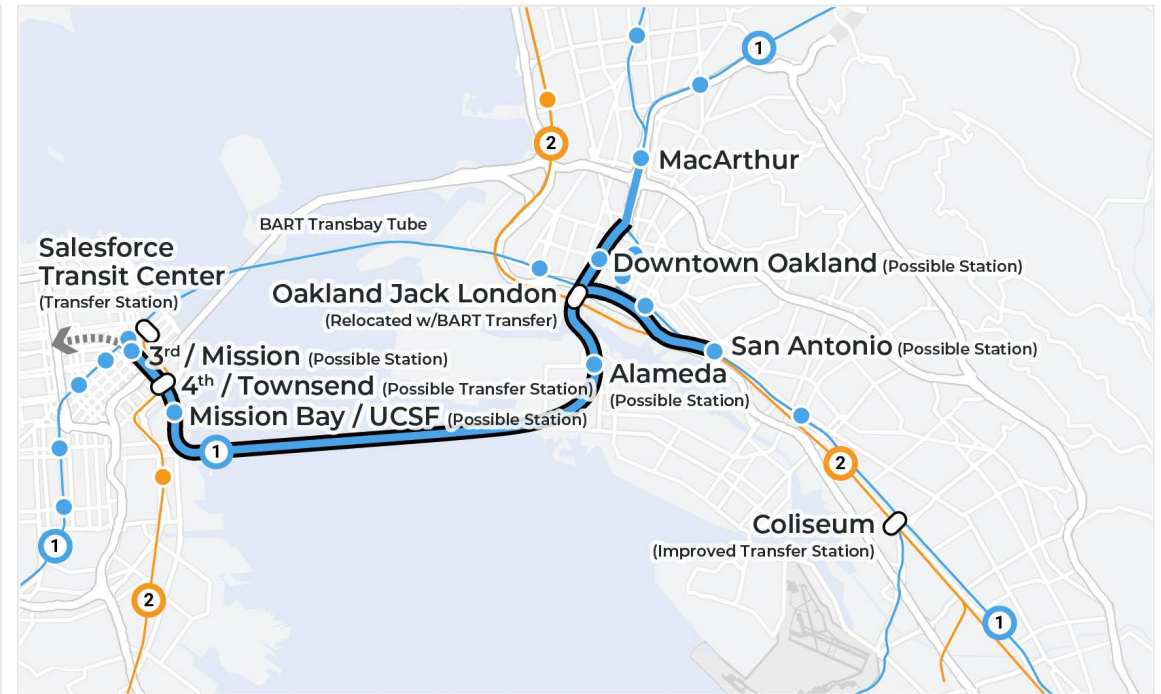 1
2
MacArthur
BART Transbay Tube
Salesforce
Transit Center
(Transfer Station)
Downtown Oakland (Possible Station)
Oakland Jack London
(Relocated w/BART Transfer)
3rd / Mission (Possible Station)
San Antonio (Possible Station)
4th / Townsend (Possible Transfer Station)
Alameda
(Possible Station)
Mission Bay / UCSF (Possible Station)
1
2
Coliseum
(Improved Transfer Station)
1
2
1